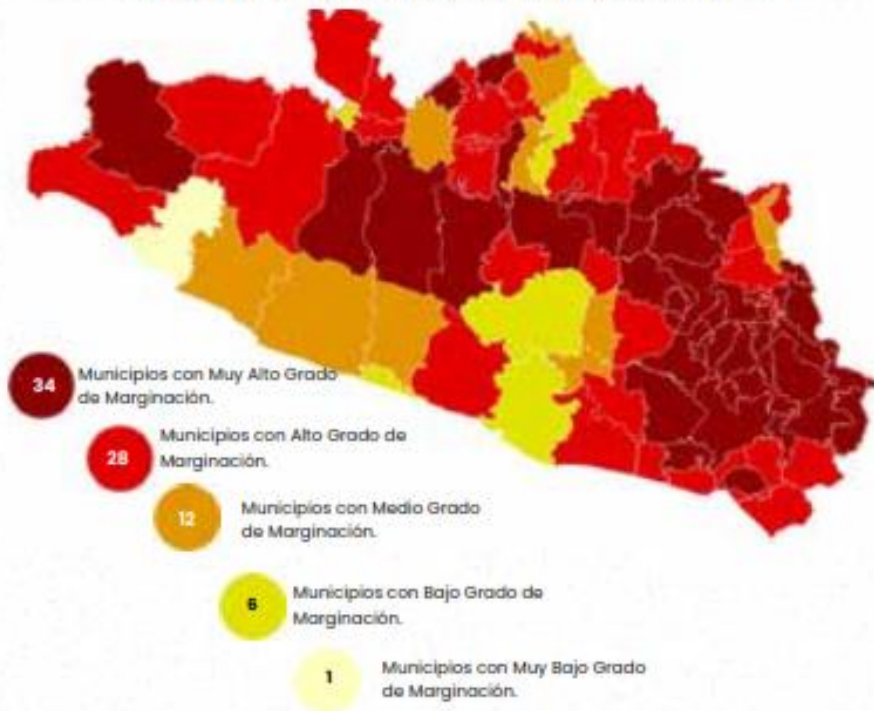 34
Municipios con Muy Alto Grado
de Marginación.
28
Municipios con Alto Grado de
Marginación.
12
Municipios con Medio Grado
de Marginación.
6
Municipios con Bajo Grado de
Marginación.
1
Municipios con Muy Bajo Grado
de Marginación.